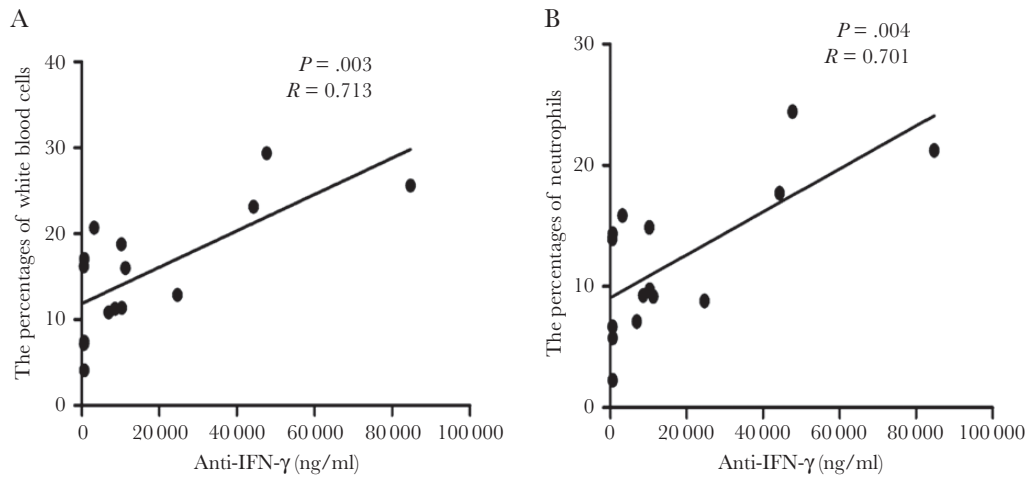 A
P = .003
R = 0.713
The percentages of white blood cells
40
30
20
10
0
0 20 000 40 000 60 000 80 000 100 000
Anti-IFN-γ (ng/ml)
B
P = .004
R = 0.701
The percentages of neutrophils
30
20
10
0
0 20 000 40 000 60 000 80 000 100 000
Anti-IFN-γ (ng/ml)